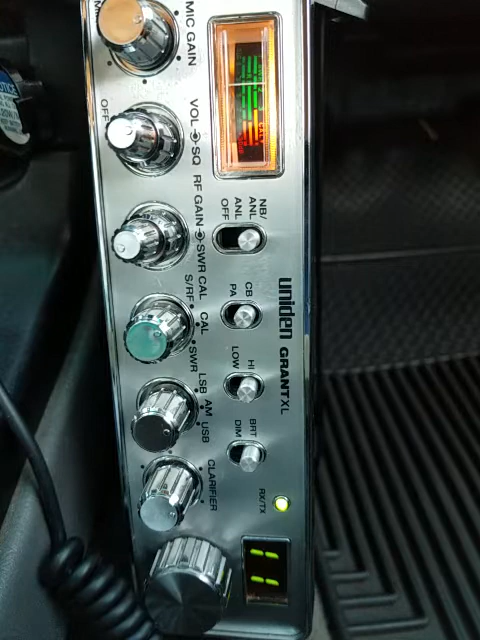 MIC GAIN
VOL SQ
OFF
RF GAIN SWR CAL
S/RF CAL SWR
LSB AM USB
CLARIFIER
NB/
ANL
ANL
OFF
CB
PA
HI
LOW
BRT
DIM
RX/TX
uniden GRANT XL
11